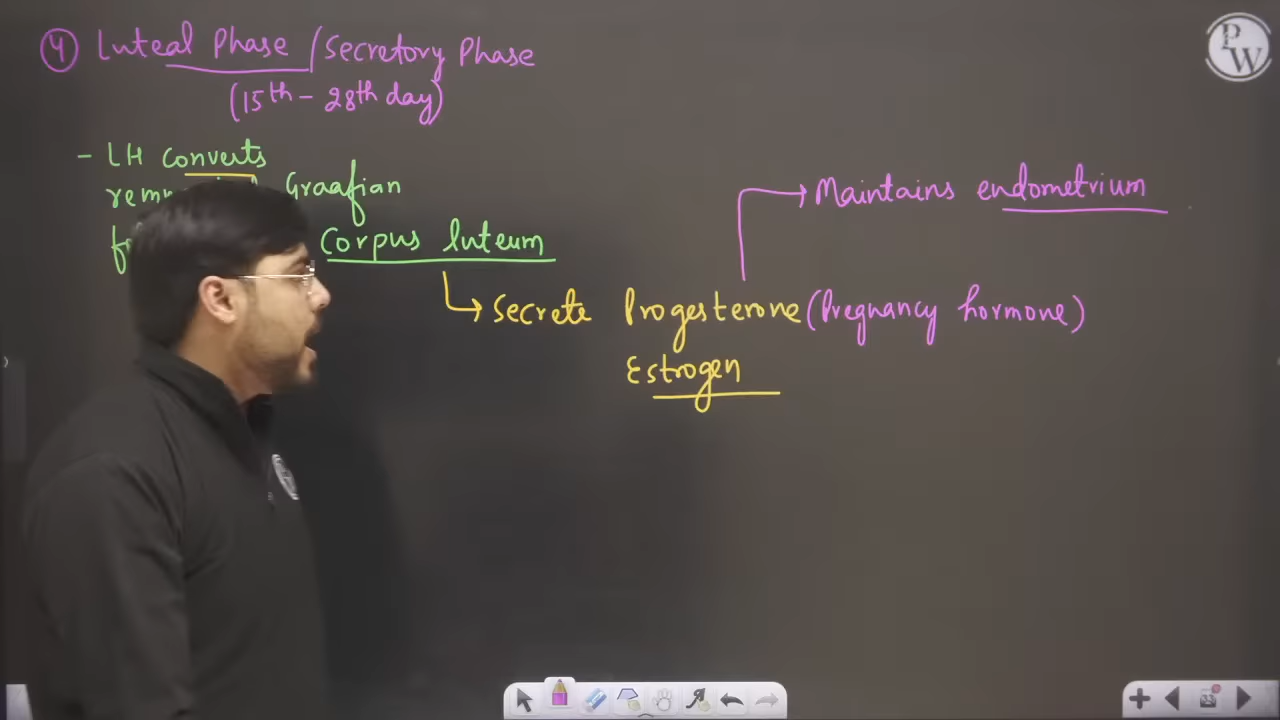 ④ Luteal Phase / Secretory Phase
(15th - 28th day)
- LH converts
Graafian
Corpus luteum
Maintains endometrium
Secrete Progesterone (Pregnancy hormone)
Estrogen
PW